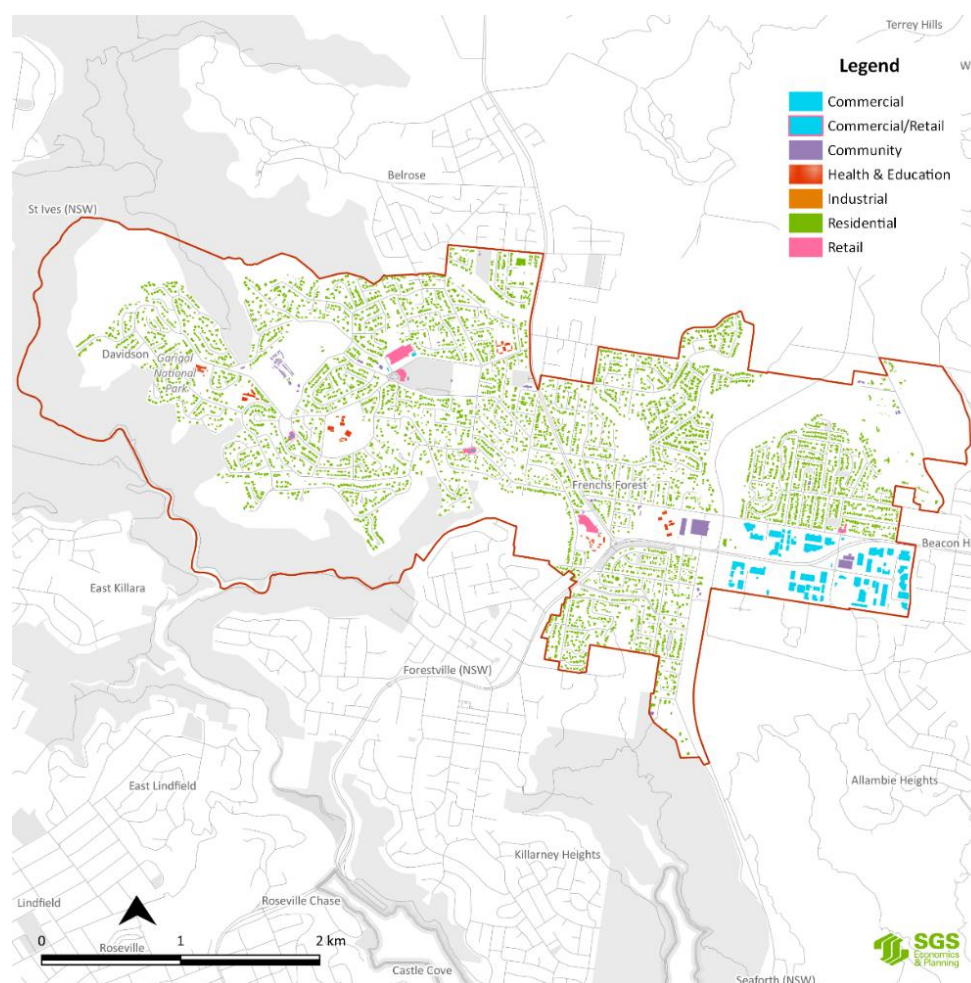 Terrey Hills
Legend
W
Commercial
Commercial/Retail
Community
Health & Education
Industrial
Residential
Retail
Belrose
St Ives (NSW)
Davidson
Garigal
National
Park
Frenchs Forest
Beacon H
East Killara
Forestville (NSW)
East Lindfield
Allambie Heights
Killarney Heights
Lindfield
Roseville Chase
0 1 2 km
Roseville
Castle Cove
Seaforth (NSW)
SGS
Economics
& Planning